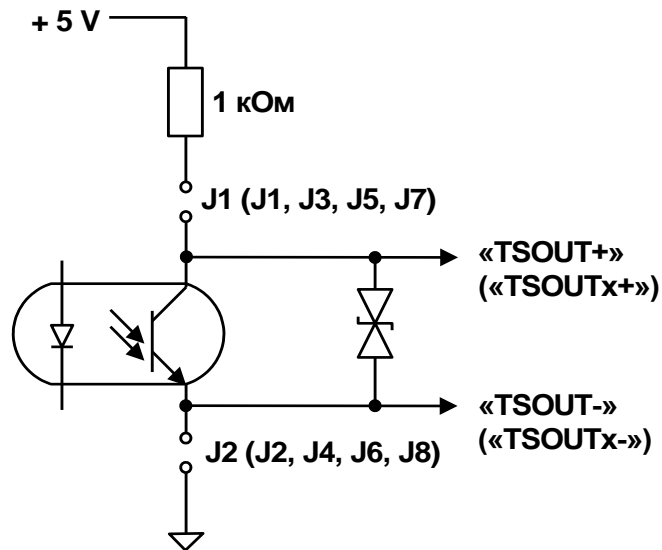 + 5 V
1 кОм
J1 (J1, J3, J5, J7)
«TSOUT+»
(«TSOUTx+»)
«TSOUT-»
(«TSOUTx-»)
J2 (J2, J4, J6, J8)